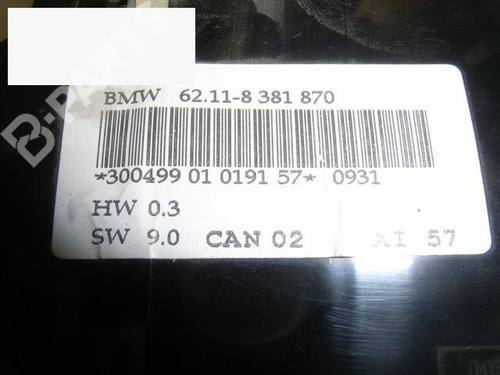 B-PARTS
BMW 62.11-8 381 870
*300499 01 0191 57* 0931
HW 0.3
SW 9.0 CAN 02 AI 57